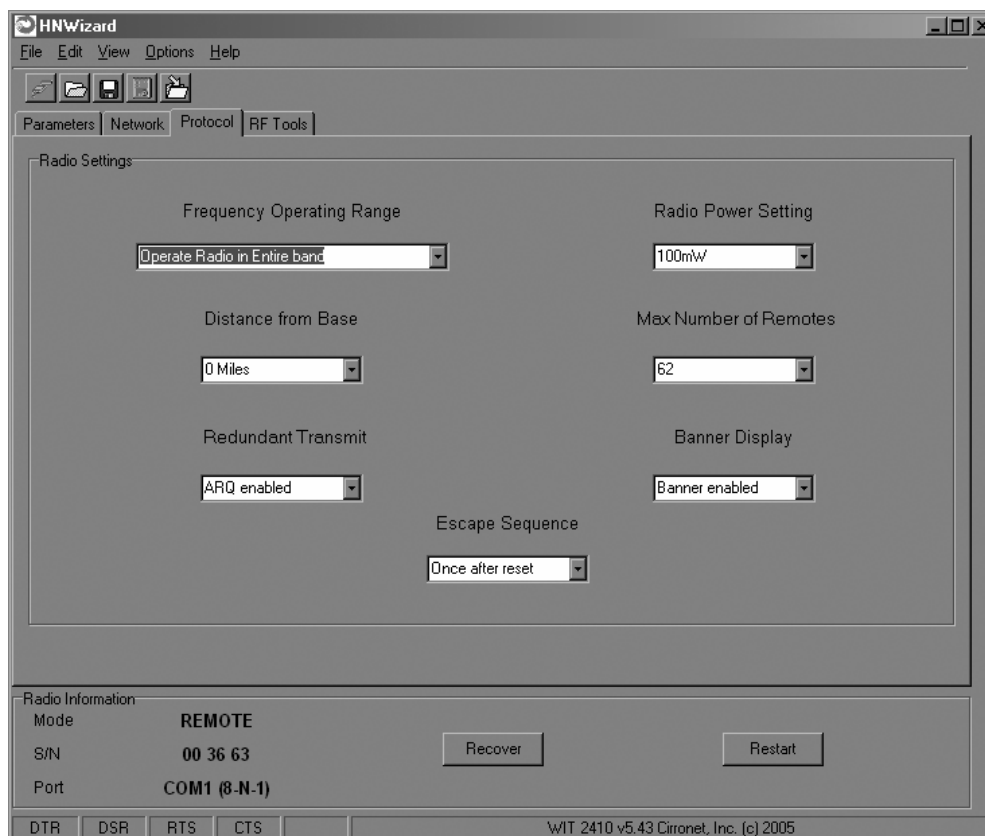 HNWizard
File Edit View Options Help
Parameters Network Protocol RF Tools
Radio Settings
Frequency Operating Range Radio Power Setting
Operate Radio in Entire band 100mW
Distance from Base Max Number of Remotes
0 Miles 62
Redundant Transmit Banner Display
ARQ enabled Banner enabled
Escape Sequence
Once after reset
Radio Information
Mode REMOTE
S/N 00 36 63 Recover Restart
Port COM1 (8-N-1)
DTR DSR RTS CTS WIT 2410 v5.43 Cirronet, Inc. (c) 2005